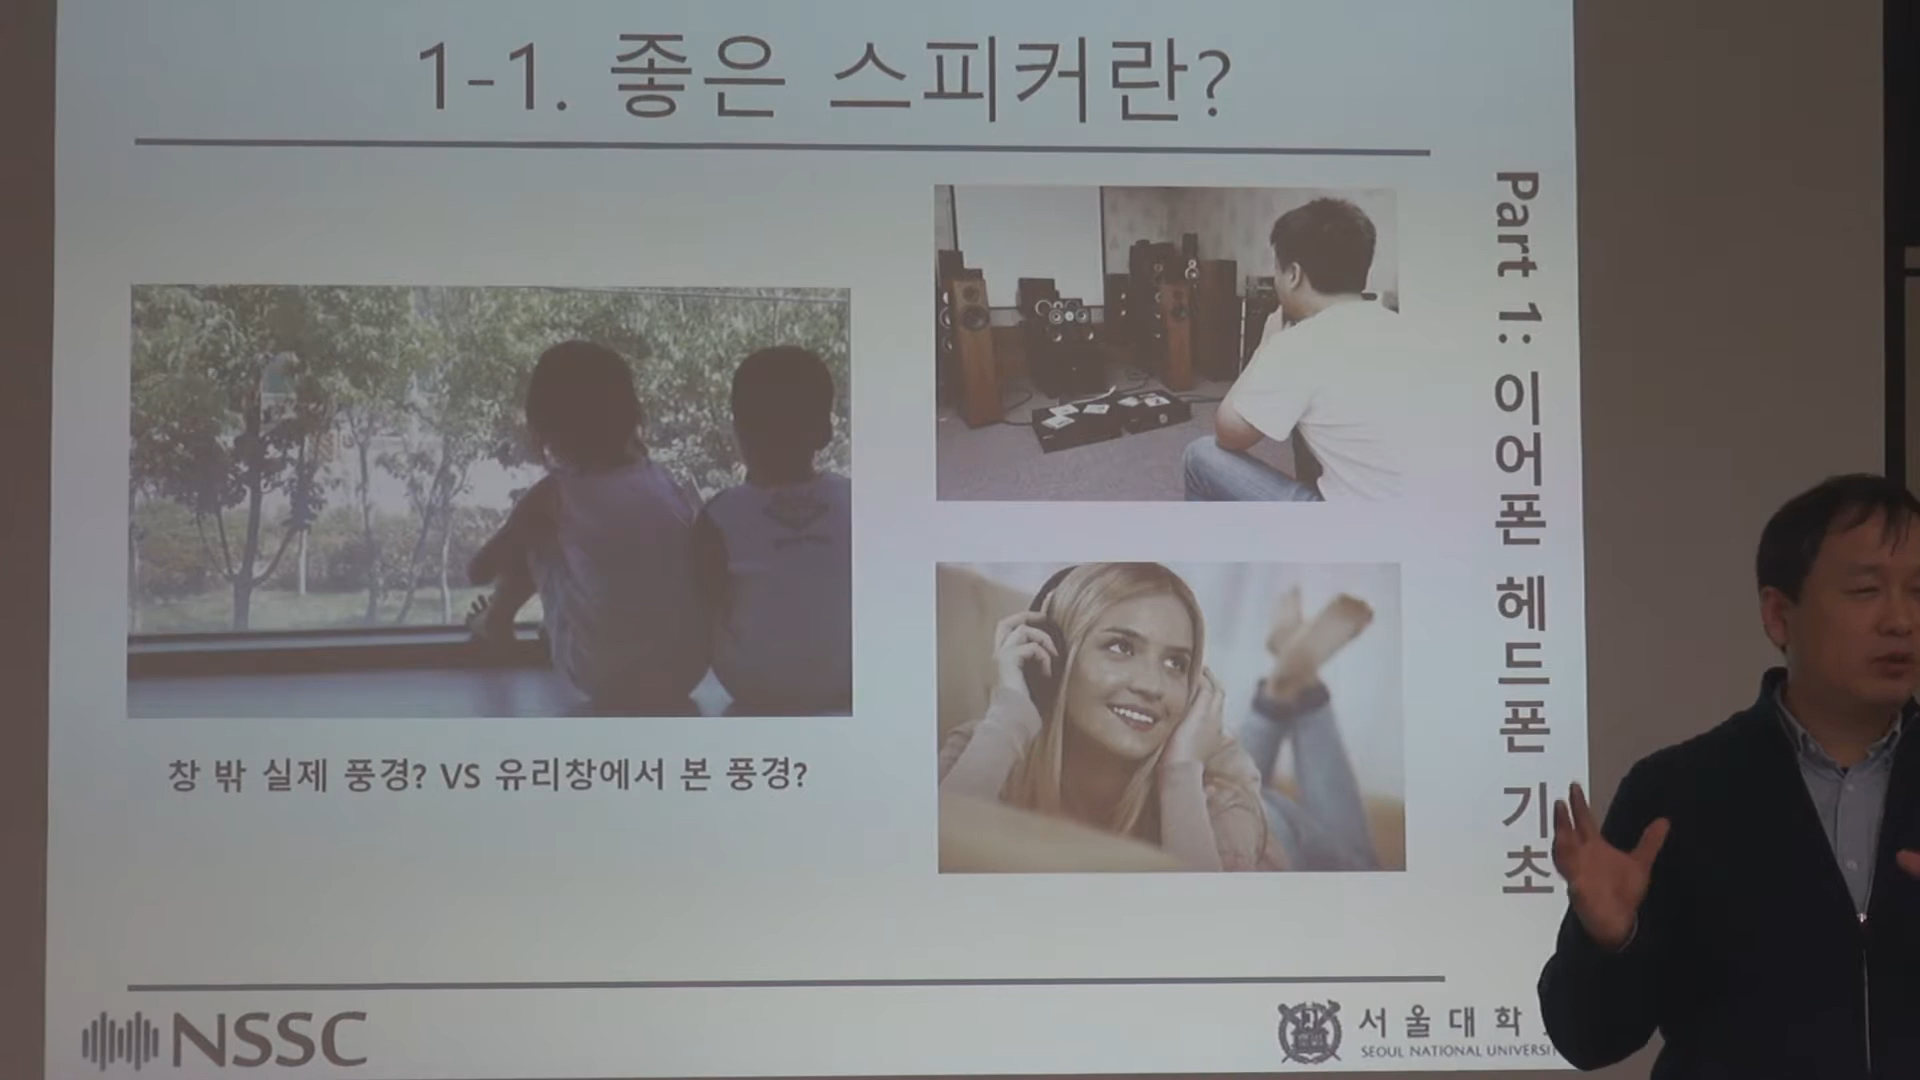 1-1. 좋은 스피커란?
Part 1: 이어폰 헤드폰 기초
창 밖 실제 풍경? VS 유리창에서 본 풍경?
NSSC
서울대학
SEOUL NATIONAL